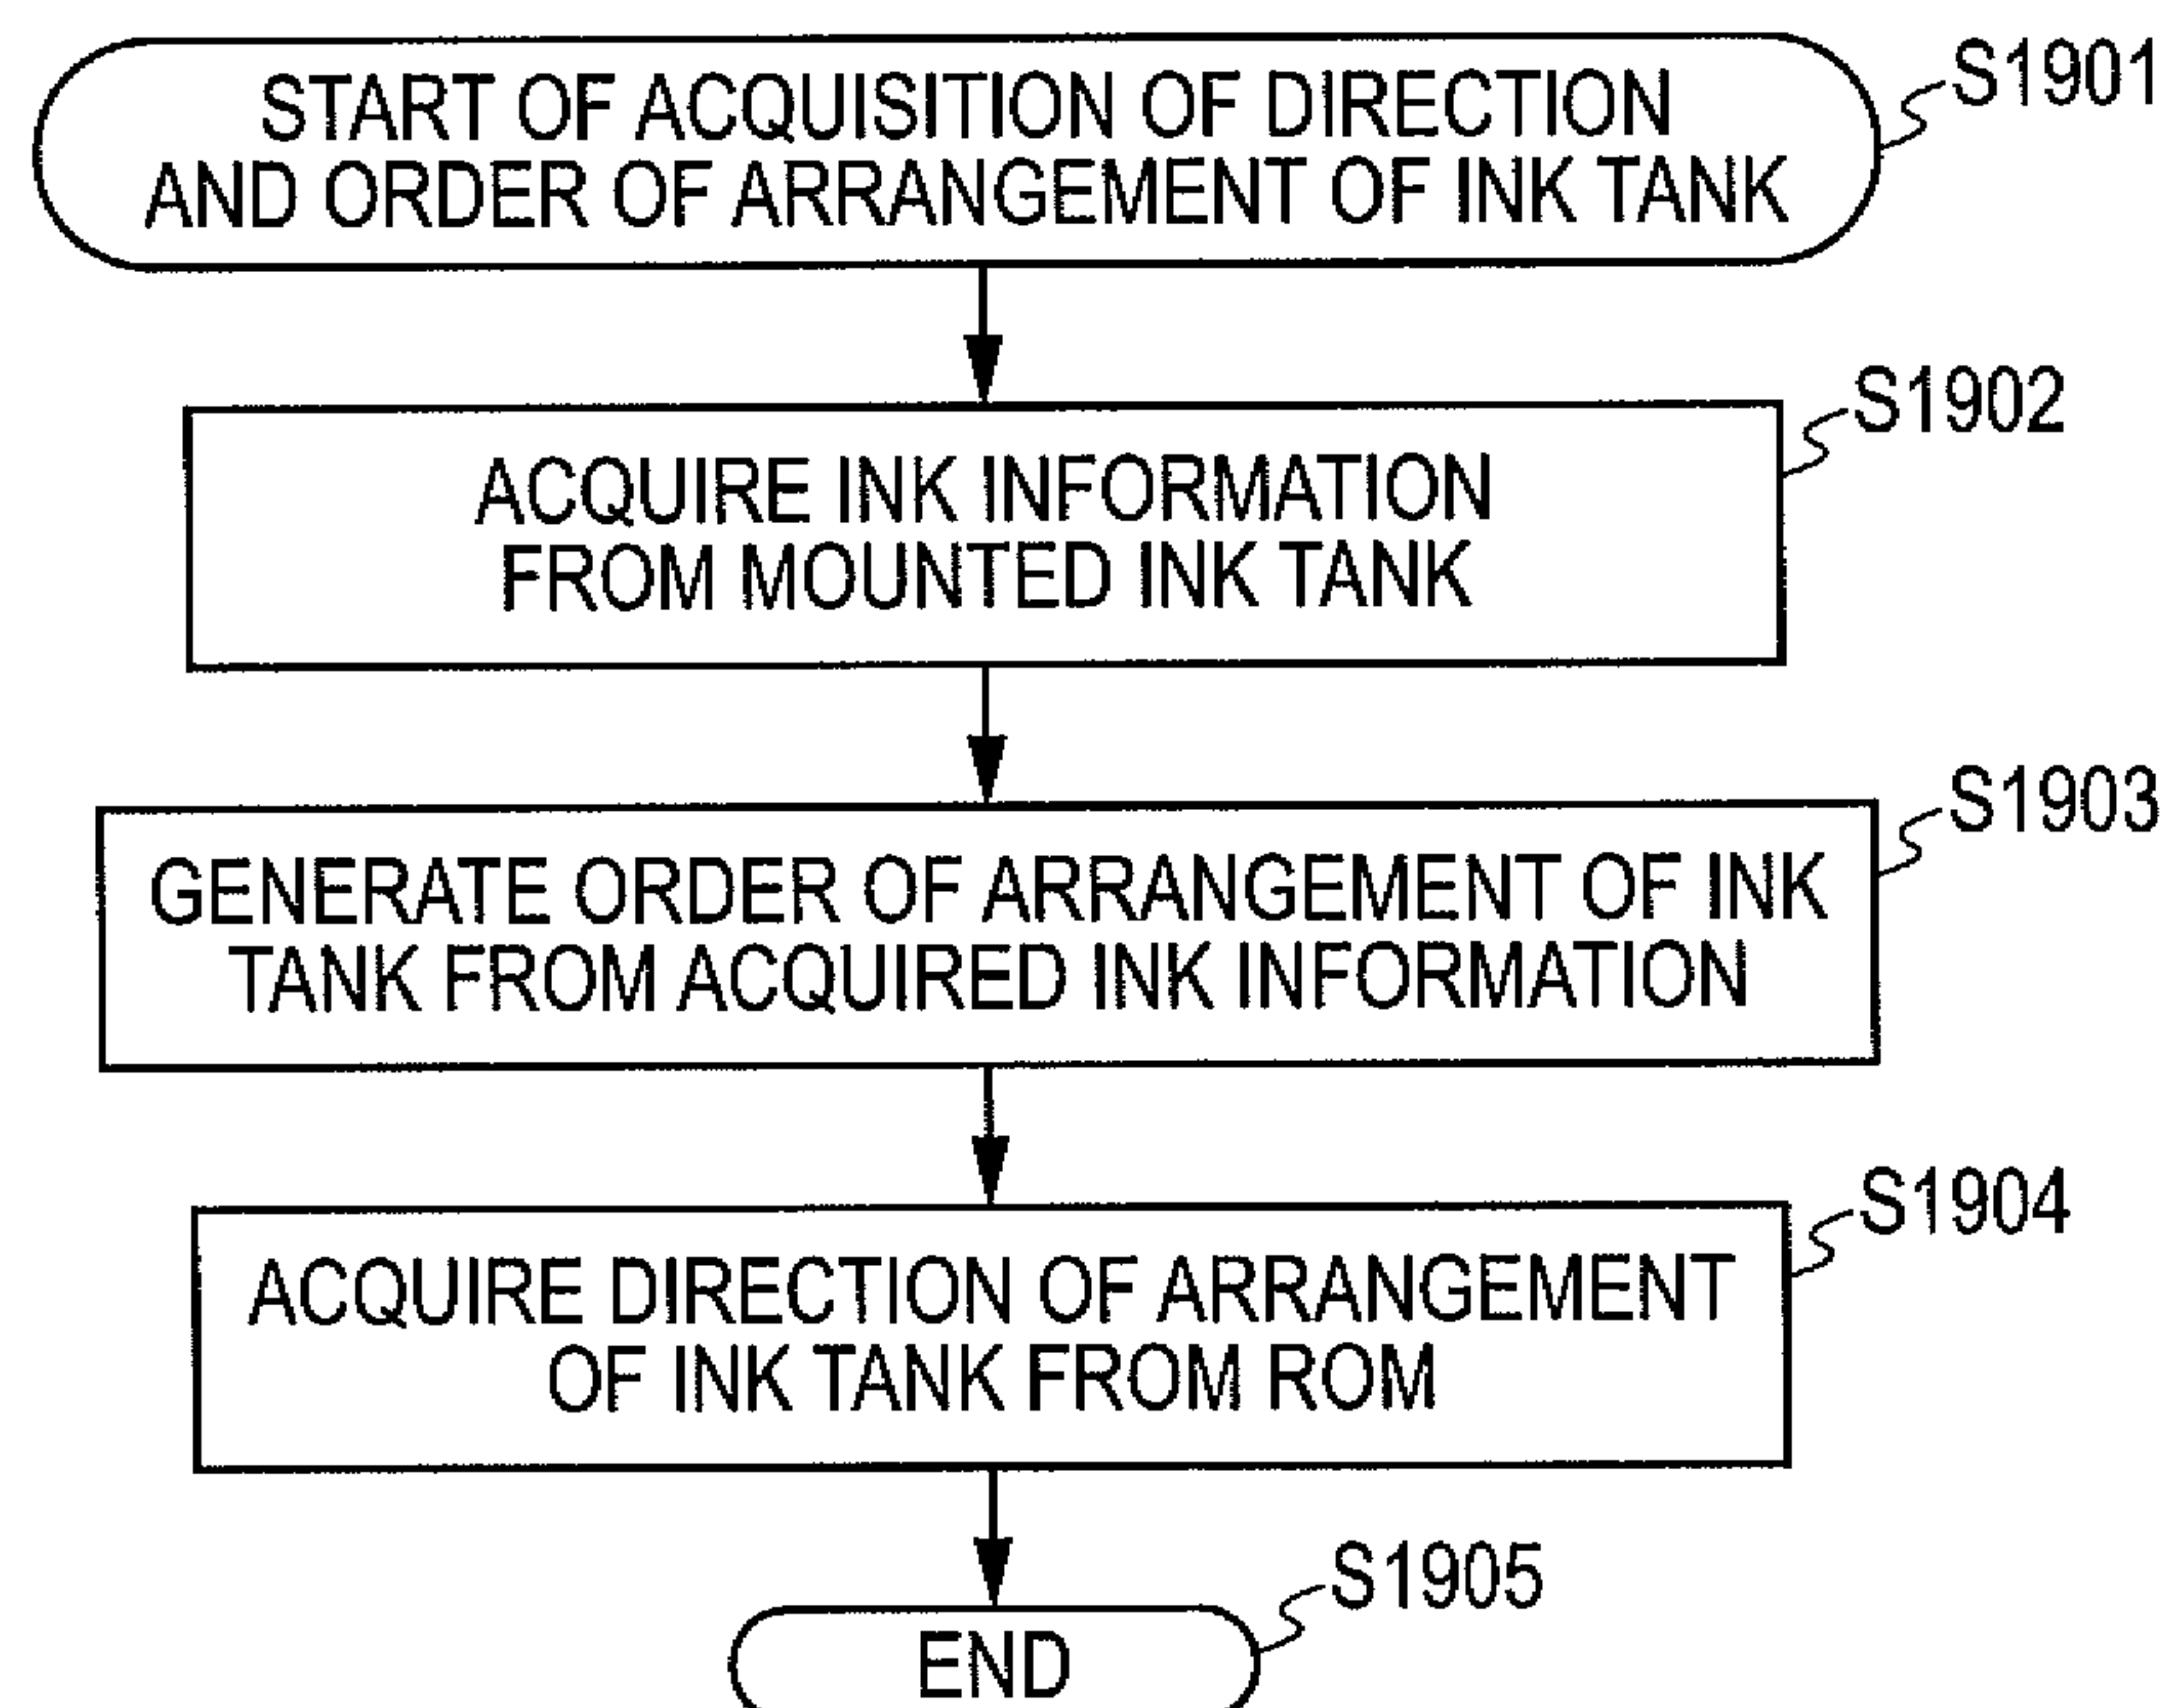 START OF ACQUISITION OF DIRECTION
AND ORDER OF ARRANGEMENT OF INK TANK
S1901
ACQUIRE INK INFORMATION
FROM MOUNTED INK TANK
S1902
GENERATE ORDER OF ARRANGEMENT OF INK
TANK FROM ACQUIRED INK INFORMATION
S1903
ACQUIRE DIRECTION OF ARRANGEMENT
OF INK TANK FROM ROM
S1904
END
S1905